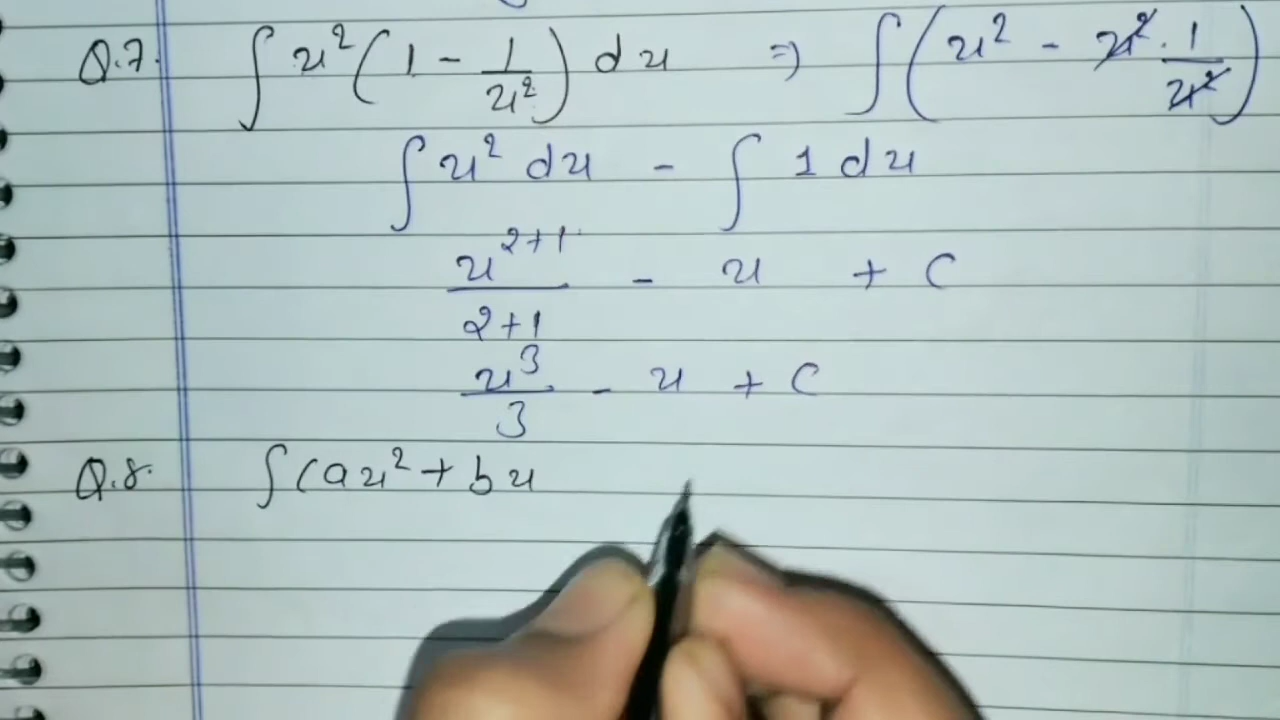 Q.7. ∫ x² (1 - 1/x²) dx ⇒ ∫ (x² - x² · 1/x²)
∫ x² dx - ∫ 1 dx
x²⁺¹/2+1 - x + C
x³/3 - x + C
Q.8. ∫ (ax² + bx